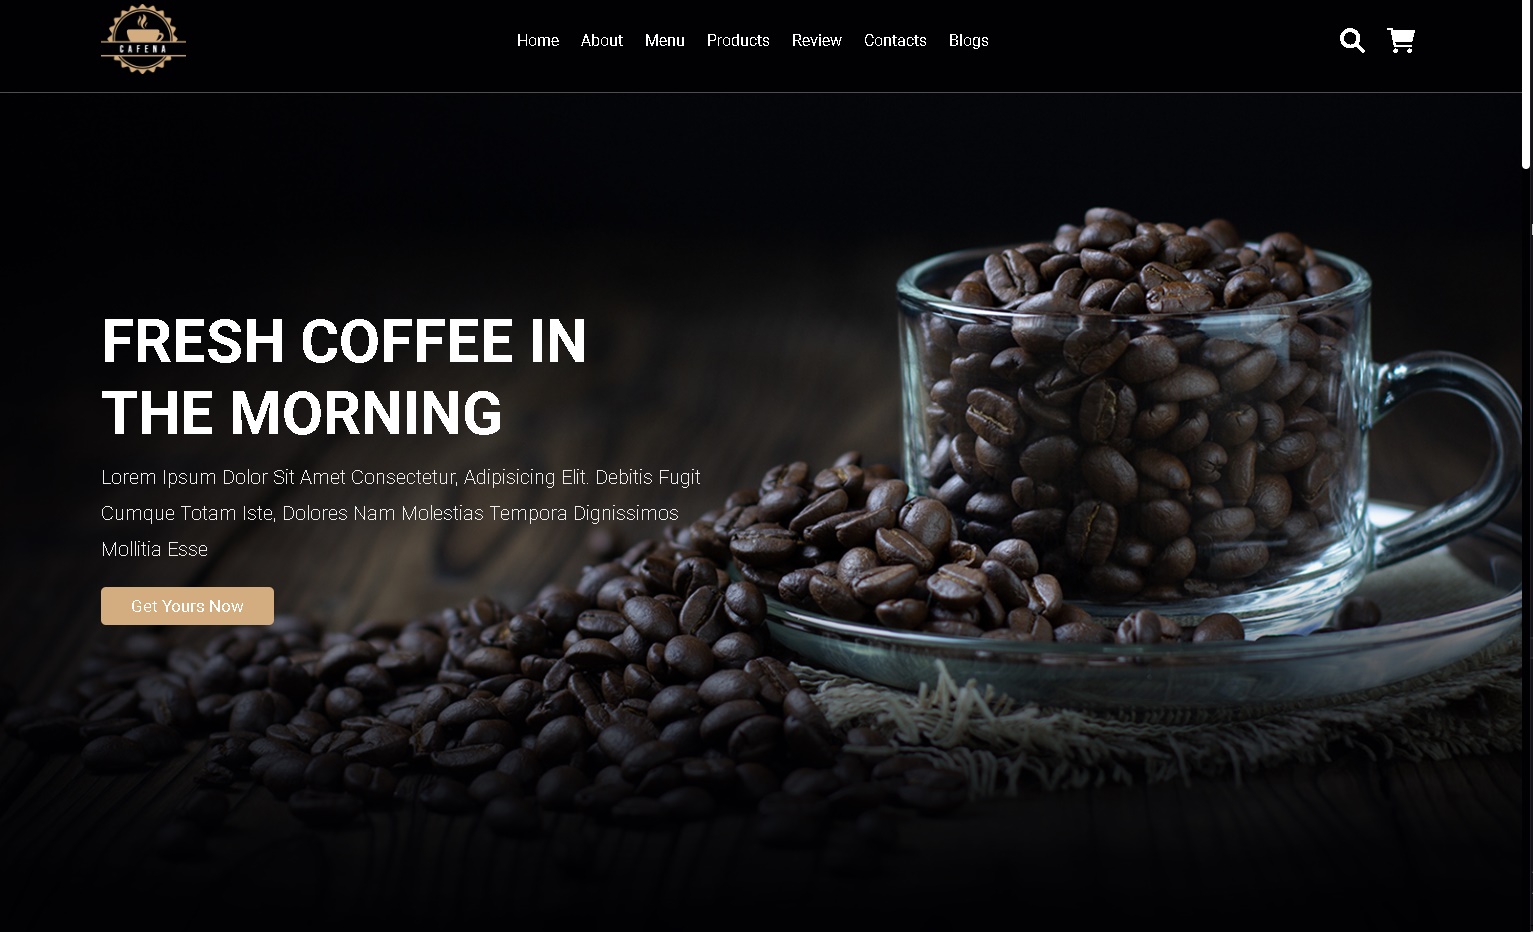 CAFENA
Home About Menu Products Review Contacts Blogs
FRESH COFFEE IN
THE MORNING
Lorem Ipsum Dolor Sit Amet Consectetur, Adipisicing Elit. Debitis Fugit
Cumque Totam Iste, Dolores Nam Molestias Tempora Dignissimos
Mollitia Esse
Get Yours Now